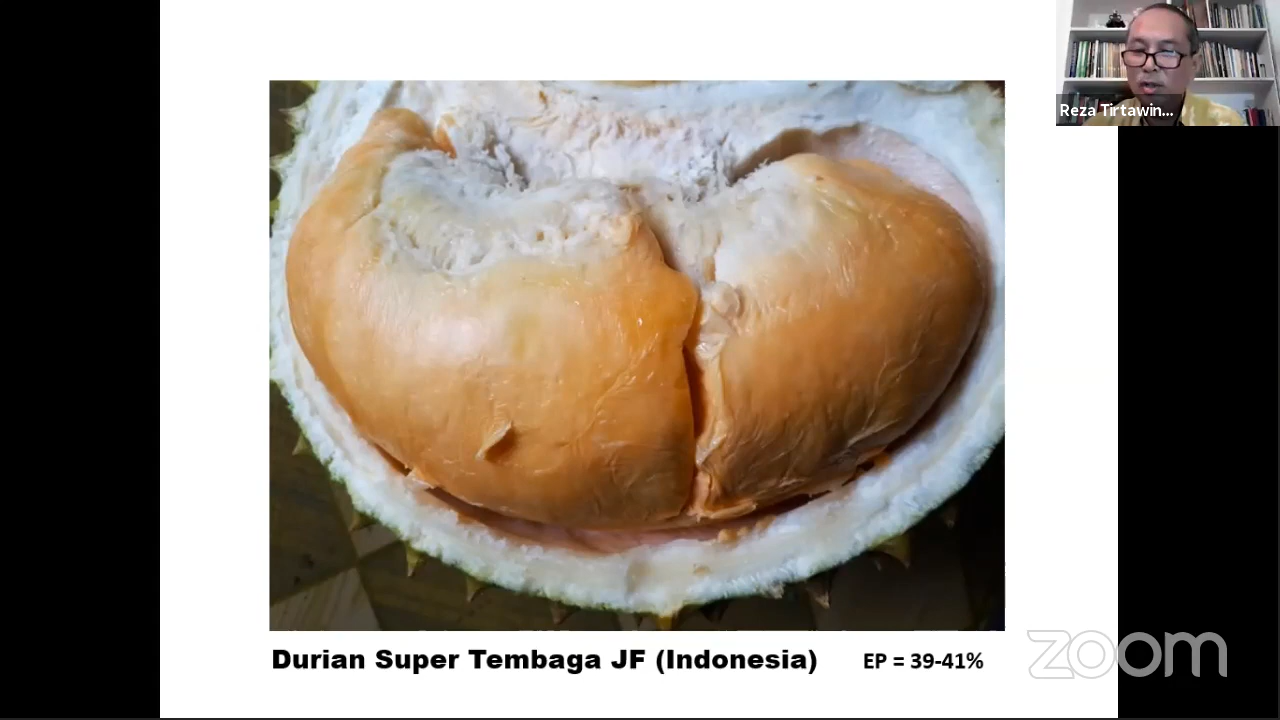 Reza Tirtawin...
Durian Super Tembaga JF (Indonesia) EP = 39-41%
zoom